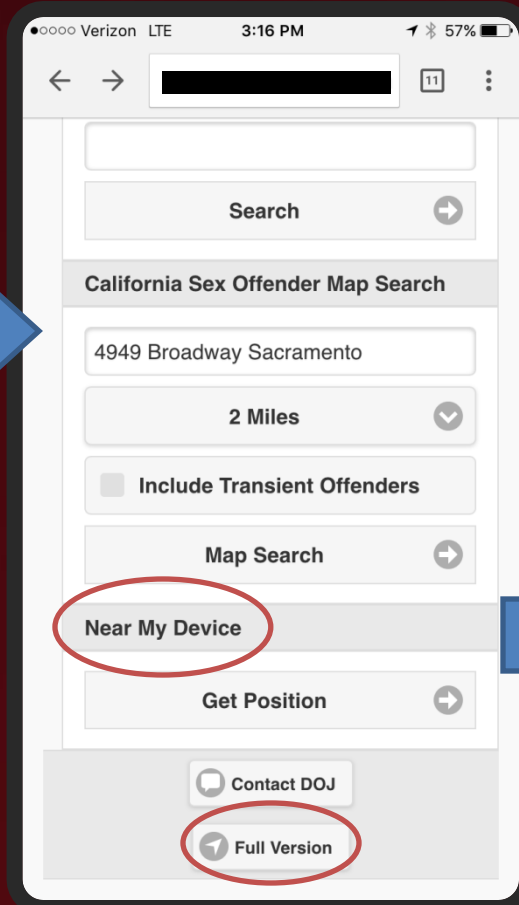 Verizon LTE 3:16 PM 57%
11
Search
California Sex Offender Map Search
4949 Broadway Sacramento
2 Miles
Include Transient Offenders
Map Search
Near My Device
Get Position
Contact DOJ
Full Version